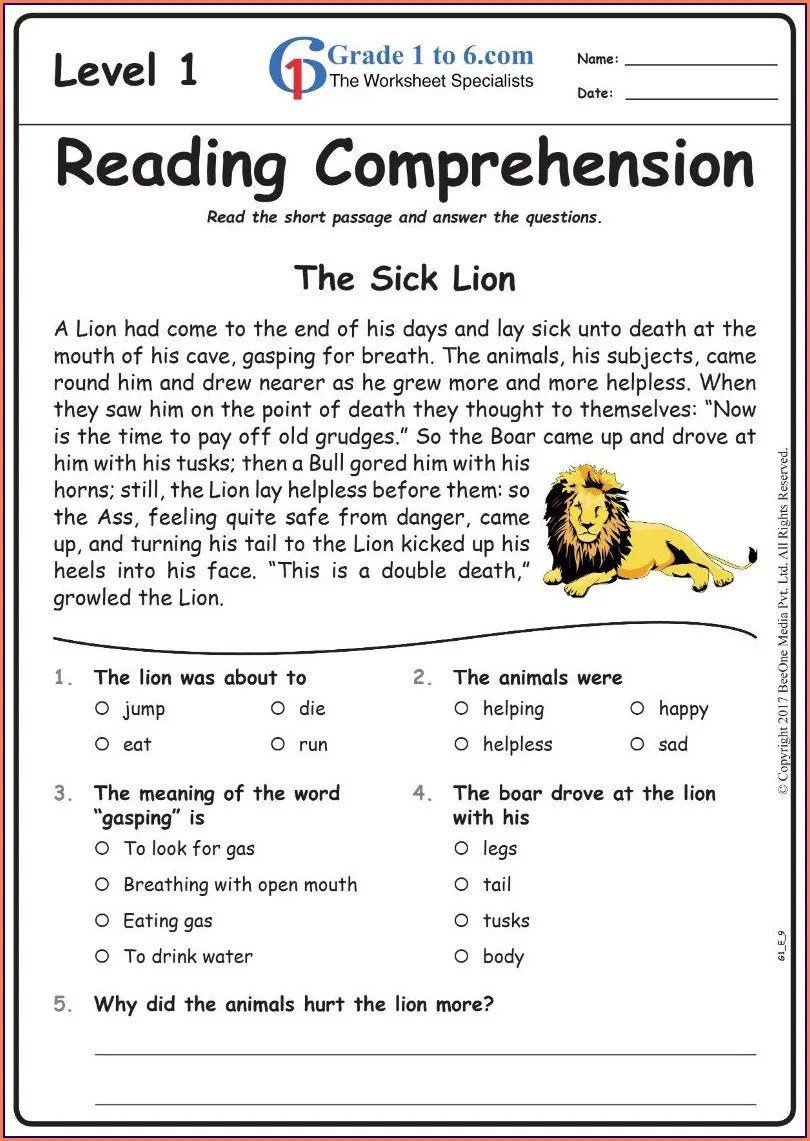 Level 1
61
Grade 1 to 6.com
The Worksheet Specialists
Name:
Date:
Reading Comprehension
Read the short passage and answer the questions.
The Sick Lion
A Lion had come to the end of his days and lay sick unto death at the
mouth of his cave, gasping for breath. The animals, his subjects, came
round him and drew nearer as he grew more and more helpless. When
they saw him on the point of death they thought to themselves: “Now
is the time to pay off old grudges.” So the Boar came up and drove at
him with his tusks; then a Bull gored him with his
horns; still, the Lion lay helpless before them: so
the Ass, feeling quite safe from danger, came
up, and turning his tail to the Lion kicked up his
heels into his face. “This is a double death,”
growled the Lion.
1. The lion was about to
jump
die
eat
run
2. The animals were
helping
happy
helpless
sad
3. The meaning of the word
“gasping” is
To look for gas
Breathing with open mouth
Eating gas
To drink water
4. The boar drove at the lion
with his
legs
tail
tusks
body
5. Why did the animals hurt the lion more?
© Copyright 2017 BeeOne Media Pvt. Ltd. All Rights Reserved.
G1_E_9